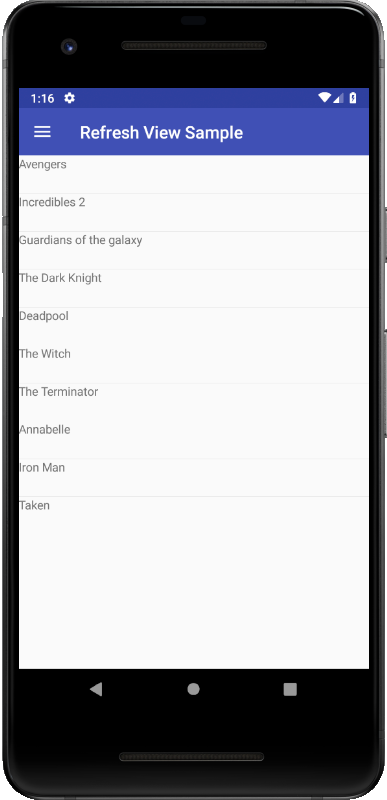 1:16
Refresh View Sample
Avengers
Incredibles 2
Guardians of the galaxy
The Dark Knight
Deadpool
The Witch
The Terminator
Annabelle
Iron Man
Taken